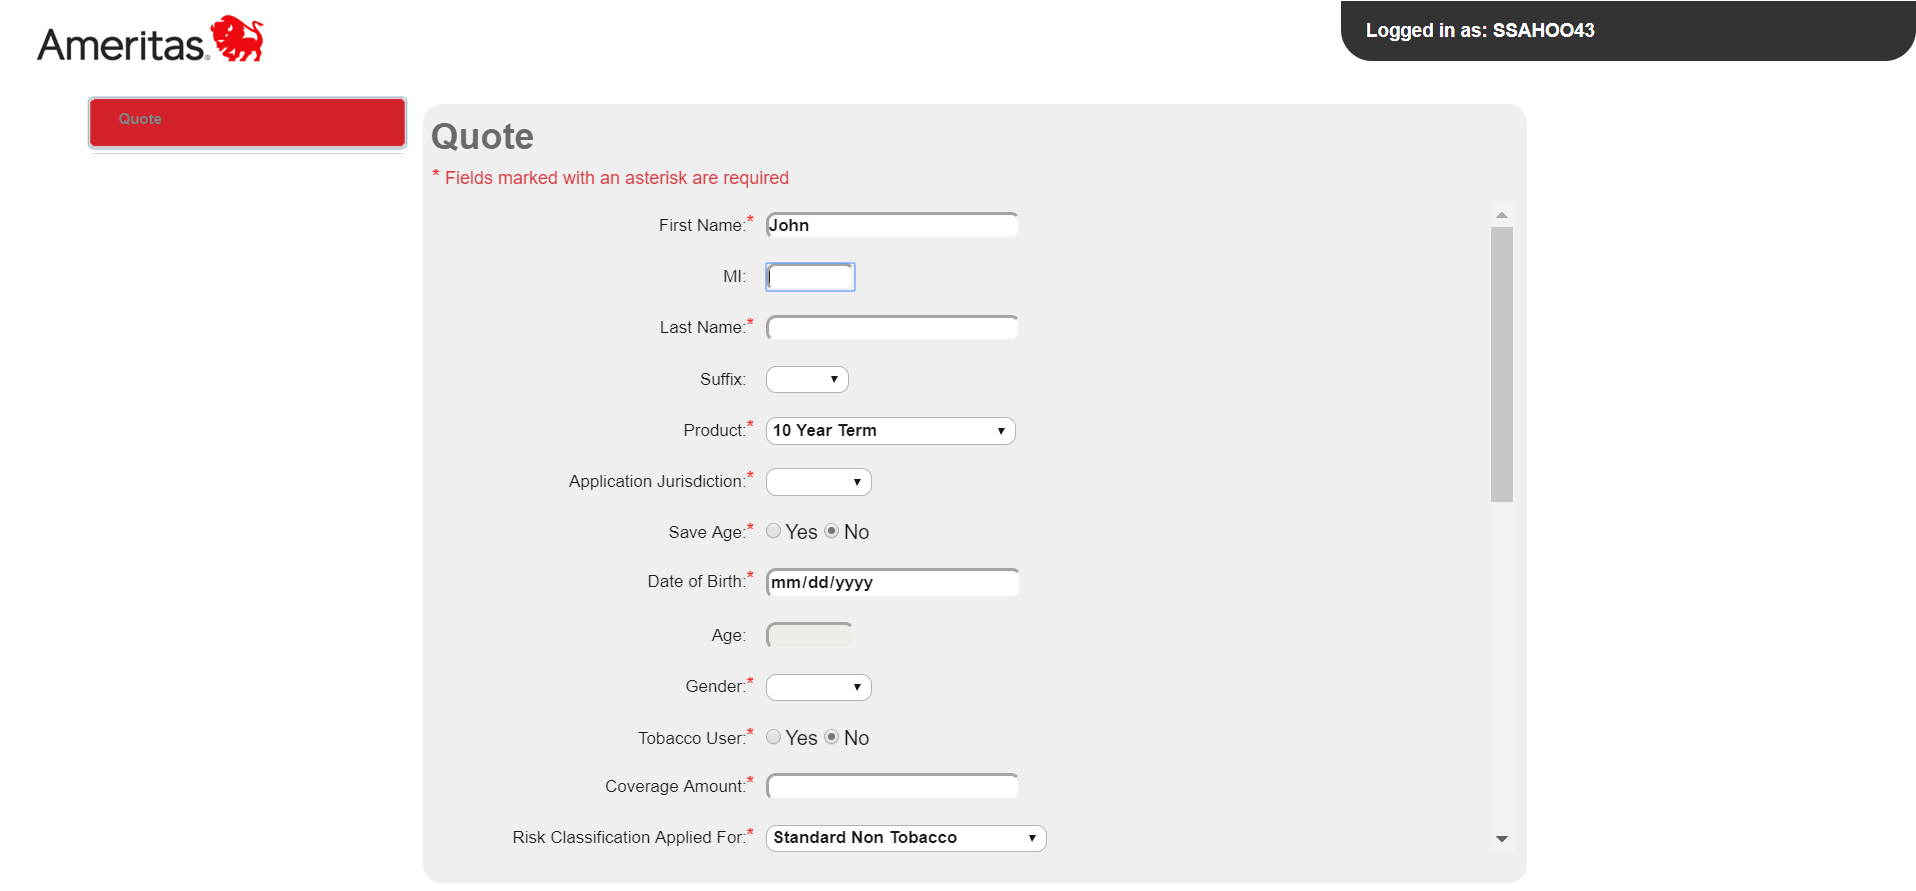 Ameritas
Logged in as: SSAHOO43
Quote
Quote
* Fields marked with an asterisk are required
First Name:* John
MI:
Last Name:*
Suffix:
Product:* 10 Year Term
Application Jurisdiction:*
Save Age:* Yes No
Date of Birth:* mm/dd/yyyy
Age:
Gender:*
Tobacco User:* Yes No
Coverage Amount:*
Risk Classification Applied For:* Standard Non Tobacco